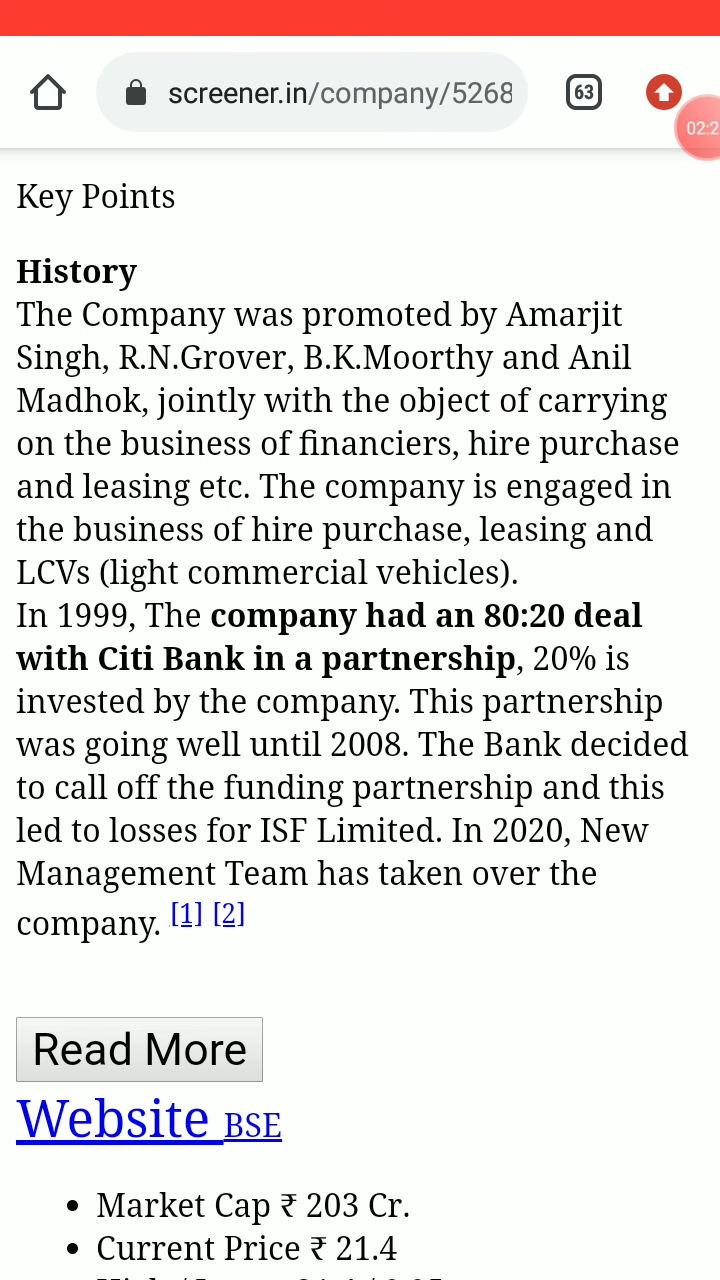 screener.in/company/5268
63
02:2
Key Points
History
The Company was promoted by Amarjit
Singh, R.N.Grover, B.K.Moorthy and Anil
Madhok, jointly with the object of carrying
on the business of financiers, hire purchase
and leasing etc. The company is engaged in
the business of hire purchase, leasing and
LCVs (light commercial vehicles).
In 1999, The company had an 80:20 deal
with Citi Bank in a partnership, 20% is
invested by the company. This partnership
was going well until 2008. The Bank decided
to call off the funding partnership and this
led to losses for ISF Limited. In 2020, New
Management Team has taken over the
company. [1] [2]
Read More
Website BSE
• Market Cap ₹ 203 Cr.
• Current Price ₹ 21.4